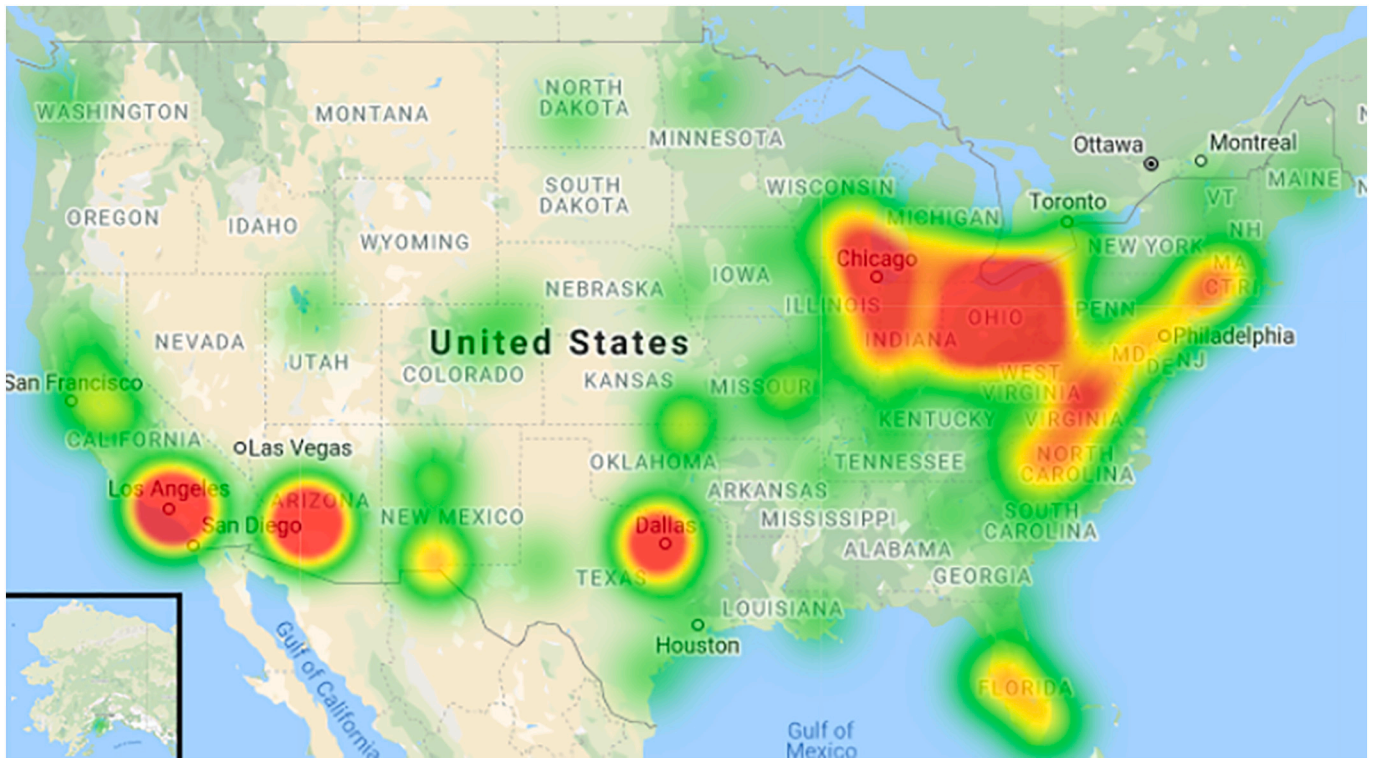 NORTH
DAKOTA
WASHINGTON
MONTANA
MINNESOTA
Ottawa
Montreal
WISCONSIN
MAINE
SOUTH
DAKOTA
VT
Toronto
OREGON
IDAHO
WYOMING
MICHIGAN
NH
NEW YORK
MA
Chicago
IOWA
NEBRASKA
CT RI
ILLINOIS
PENN
OHIO
NEVADA
United States
INDIANA
Philadelphia
UTAH
MD
DE
NJ
COLORADO
KANSAS
MISSOURI
WEST
VIRGINIA
San Francisco
KENTUCKY
VIRGINIA
CALIFORNIA
Las Vegas
OKLAHOMA
TENNESSEE
NORTH
CAROLINA
Los Angeles
ARIZONA
ARKANSAS
NEW MEXICO
MISSISSIPPI
SOUTH
CAROLINA
San Diego
Dallas
ALABAMA
TEXAS
GEORGIA
LOUISIANA
Houston
Gulf of California
FLORIDA
Gulf of
Mexico